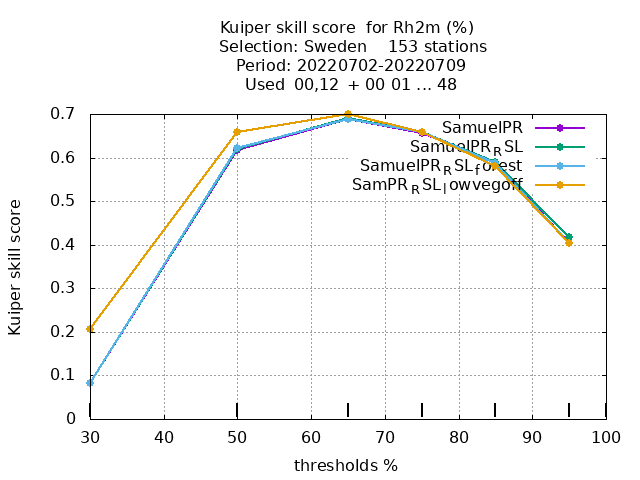 Kuiper skill score for Rh2m (%)
Selection: Sweden 153 stations
Period: 20220702-20220709
Used 00,12 + 00 01 ... 48
SamuelPR
SamuelPR_RSL
SamuelPR_RSL_forest
SamPR_RSL_lowvegoff
Kuiper skill score
0.7
0.6
0.5
0.4
0.3
0.2
0.1
0
30 40 50 60 70 80 90 100
thresholds %